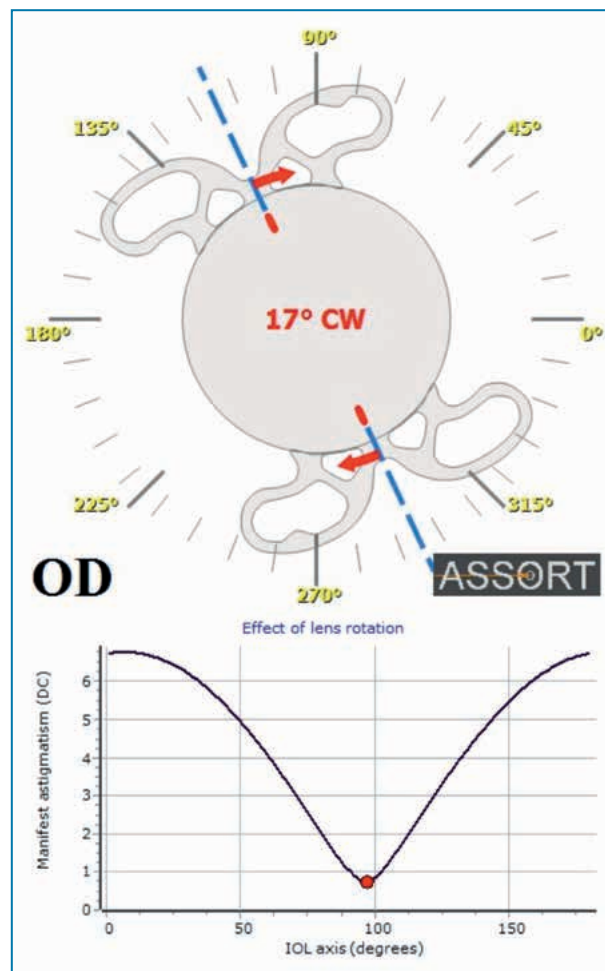 90°
135° 45°
17° CW
180° 0°
225° 315°
OD
270°
ASSORT
Effect of lens rotation
Manifest astigmatism (DC)
6
5
4
3
2
1
0
0 50 100 150
IOL axis (degrees)